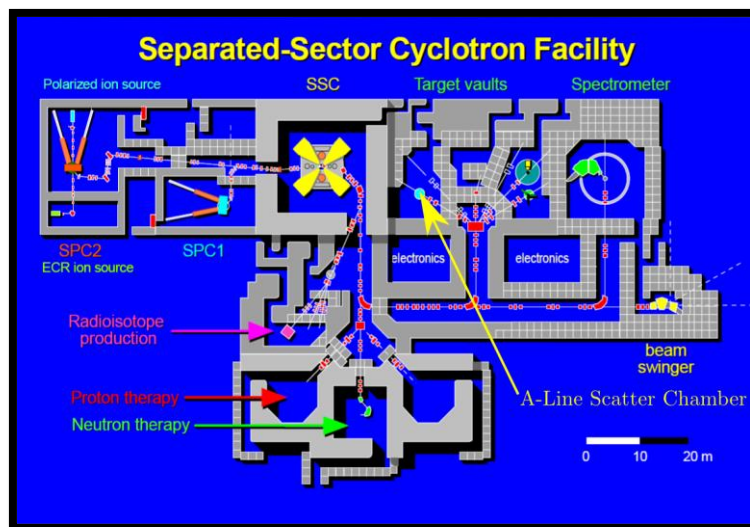 Separated-Sector Cyclotron Facility
Polarized ion source
SSC
Target vaults
Spectrometer
SPC2
ECR ion source
SPC1
electronics
electronics
Radioisotope
production
beam
swinger
Proton therapy
A-Line Scatter Chamber
Neutron therapy
0 10 20 m